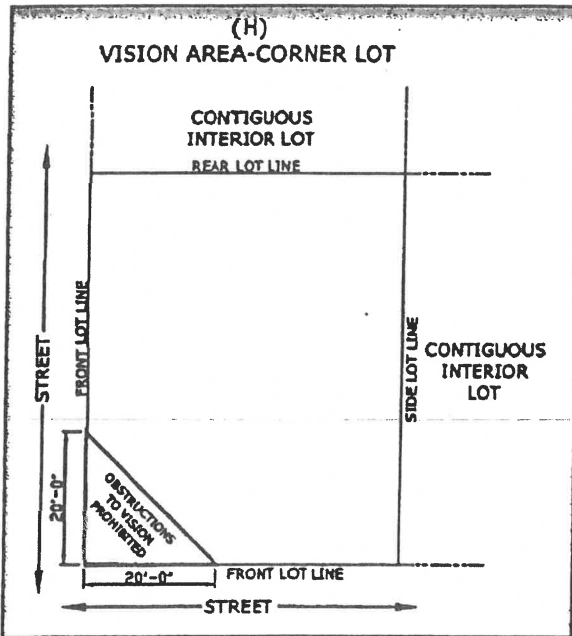 (H)
VISION AREA-CORNER LOT
CONTIGUOUS
INTERIOR LOT
REAR LOT LINE
STREET
FRONT LOT LINE
SIDE LOT LINE
CONTIGUOUS
INTERIOR
LOT
20'-0"
OBSTRUCTIONS
TO VISION
PROHIBITED
20'-0"
FRONT LOT LINE
STREET